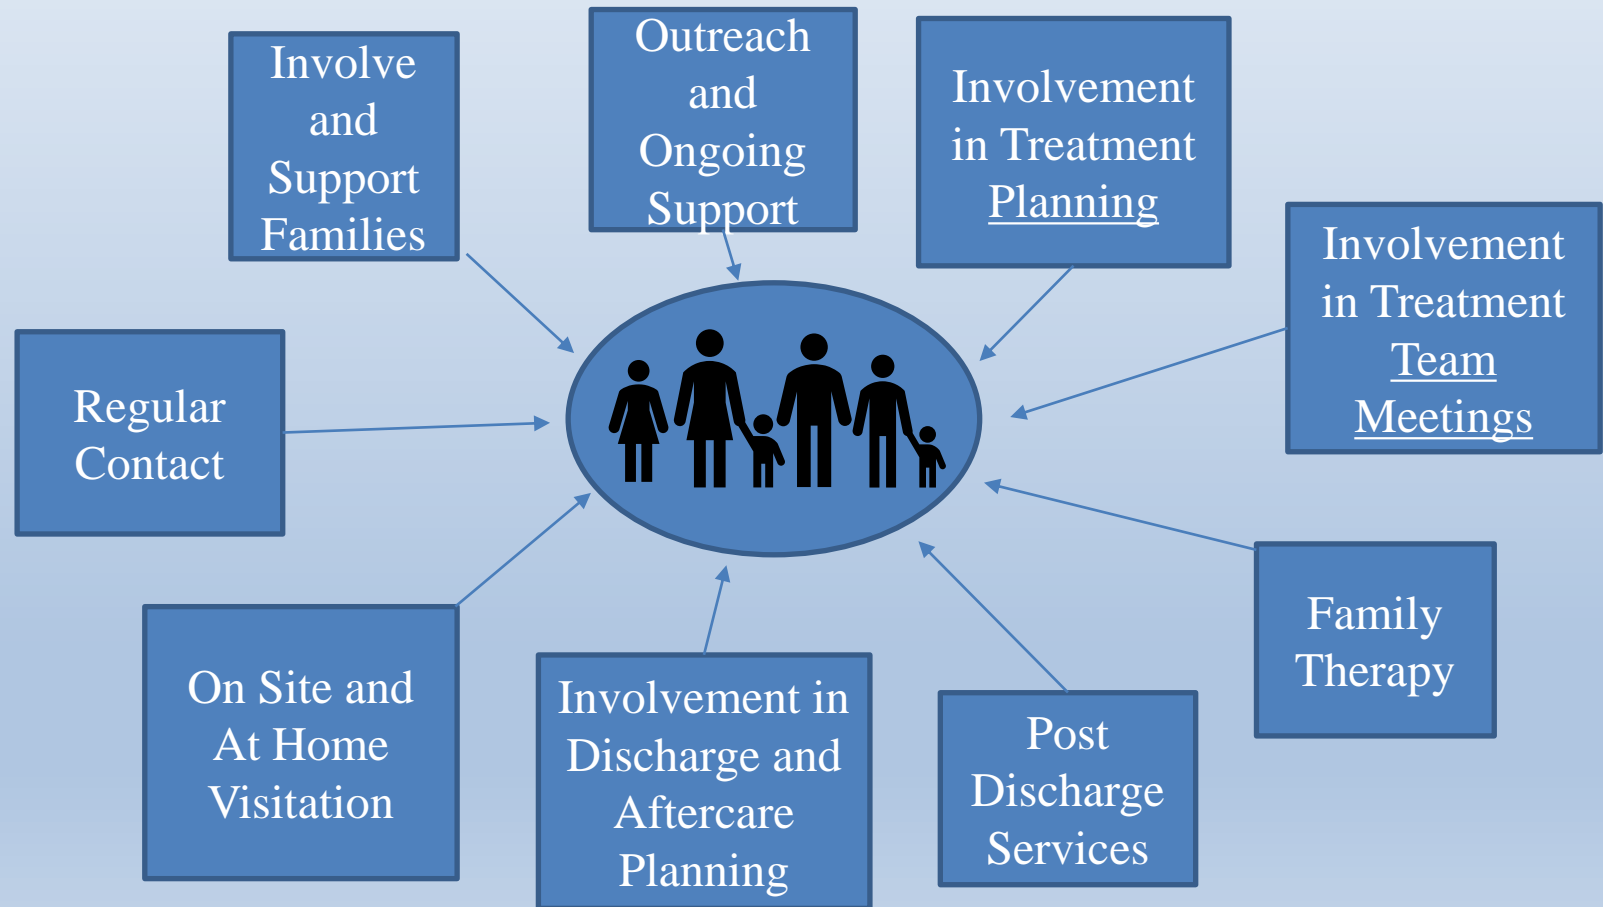 Involve
and
Support
Families
Outreach
and
Ongoing
Support
Involvement
in Treatment
Planning
Involvement
in Treatment
Team
Meetings
Regular
Contact
Family
Therapy
On Site and
At Home
Visitation
Involvement in
Discharge and
Aftercare
Planning
Post
Discharge
Services